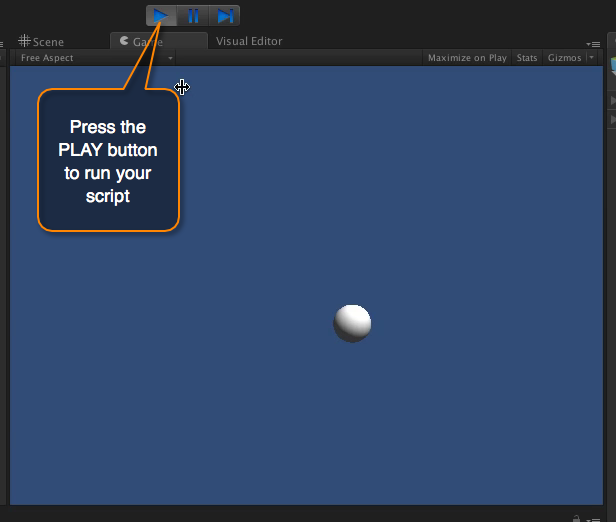 Scene
Game
Visual Editor
Free Aspect
Maximize on Play
Stats
Gizmos
Press the
PLAY button
to run your
script